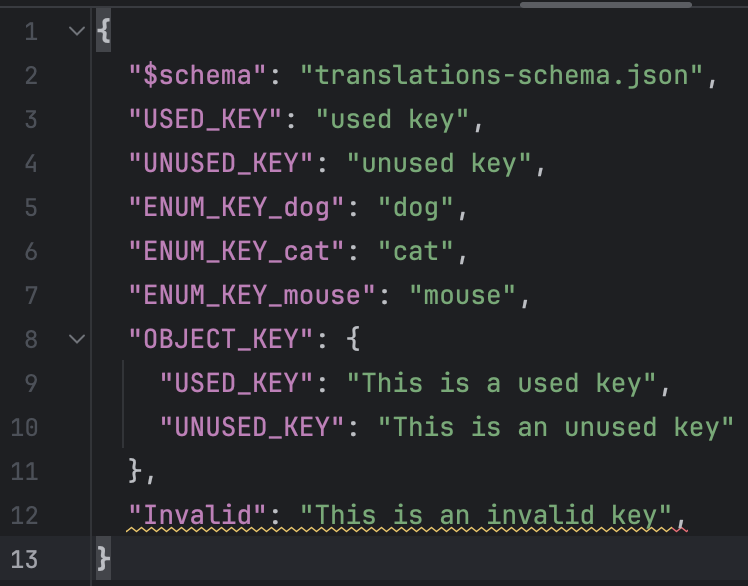 1 {
2 "$schema": "translations-schema.json",
3 "USED_KEY": "used key",
4 "UNUSED_KEY": "unused key",
5 "ENUM_KEY_dog": "dog",
6 "ENUM_KEY_cat": "cat",
7 "ENUM_KEY_mouse": "mouse",
8 "OBJECT_KEY": {
9 "USED_KEY": "This is a used key",
10 "UNUSED_KEY": "This is an unused key"
11 },
12 "Invalid": "This is an invalid key",
13 }